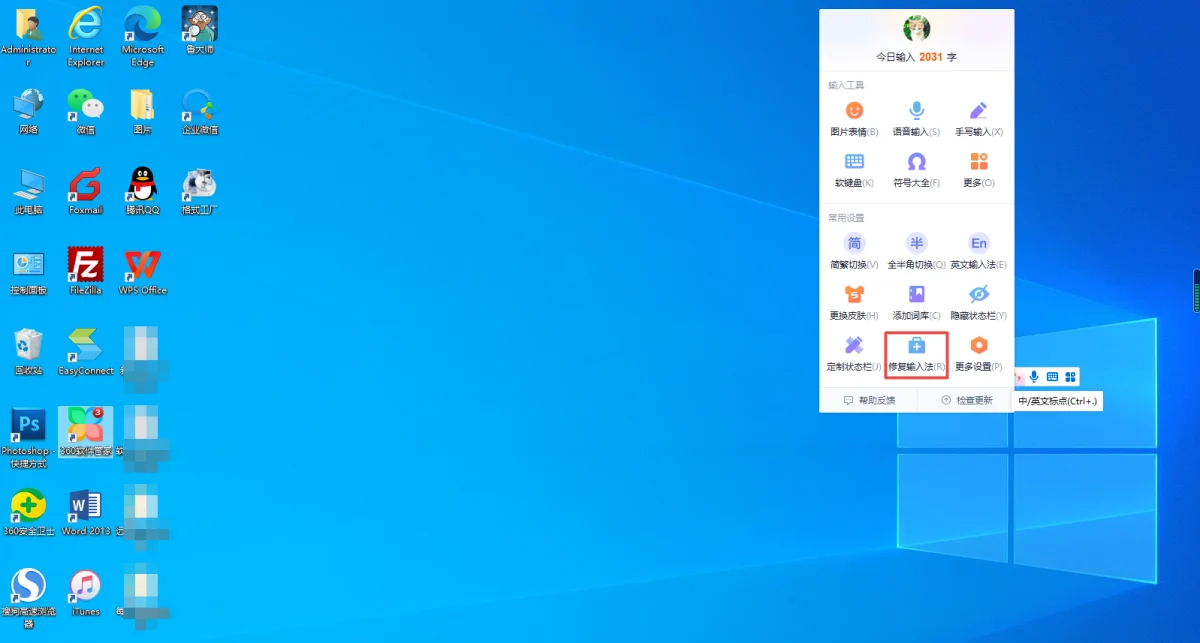 Administrato
r
Internet
Explorer
Microsoft
Edge
鲁大师
网络
微信
图片
企业微信
此电脑
Foxmail
腾讯QQ
格式工厂
控制面板
FileZilla
WPS Office
回收站
EasyConnect
Ps
Photoshop -
快捷方式
3
360软件管家
软
360安全卫士
Word 2013
远
搜狗高速浏览
器
iTunes
每
今日输入 2031 字
输入工具
图片表情(B)
语音输入(S)
手写输入(X)
软键盘(K)
符号大全(F)
更多(O)
常用设置
简
半
En
简繁切换(V)
全半角切换(Q)
英文输入法(E)
更换皮肤(H)
添加词库(C)
隐藏状态栏(Y)
定制状态栏(J)
修复输入法(R)
更多设置(P)
帮助反馈
检查更新
中/英文标点(Ctrl+.)